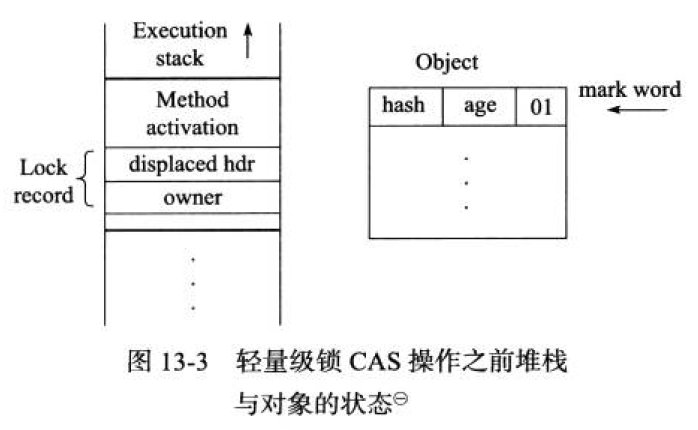 Execution
stack
Method
activation
Lock
record
displaced hdr
owner
Object
hash
age
01
mark word
图 13-3 轻量级锁 CAS 操作之前堆栈
与对象的状态㊀